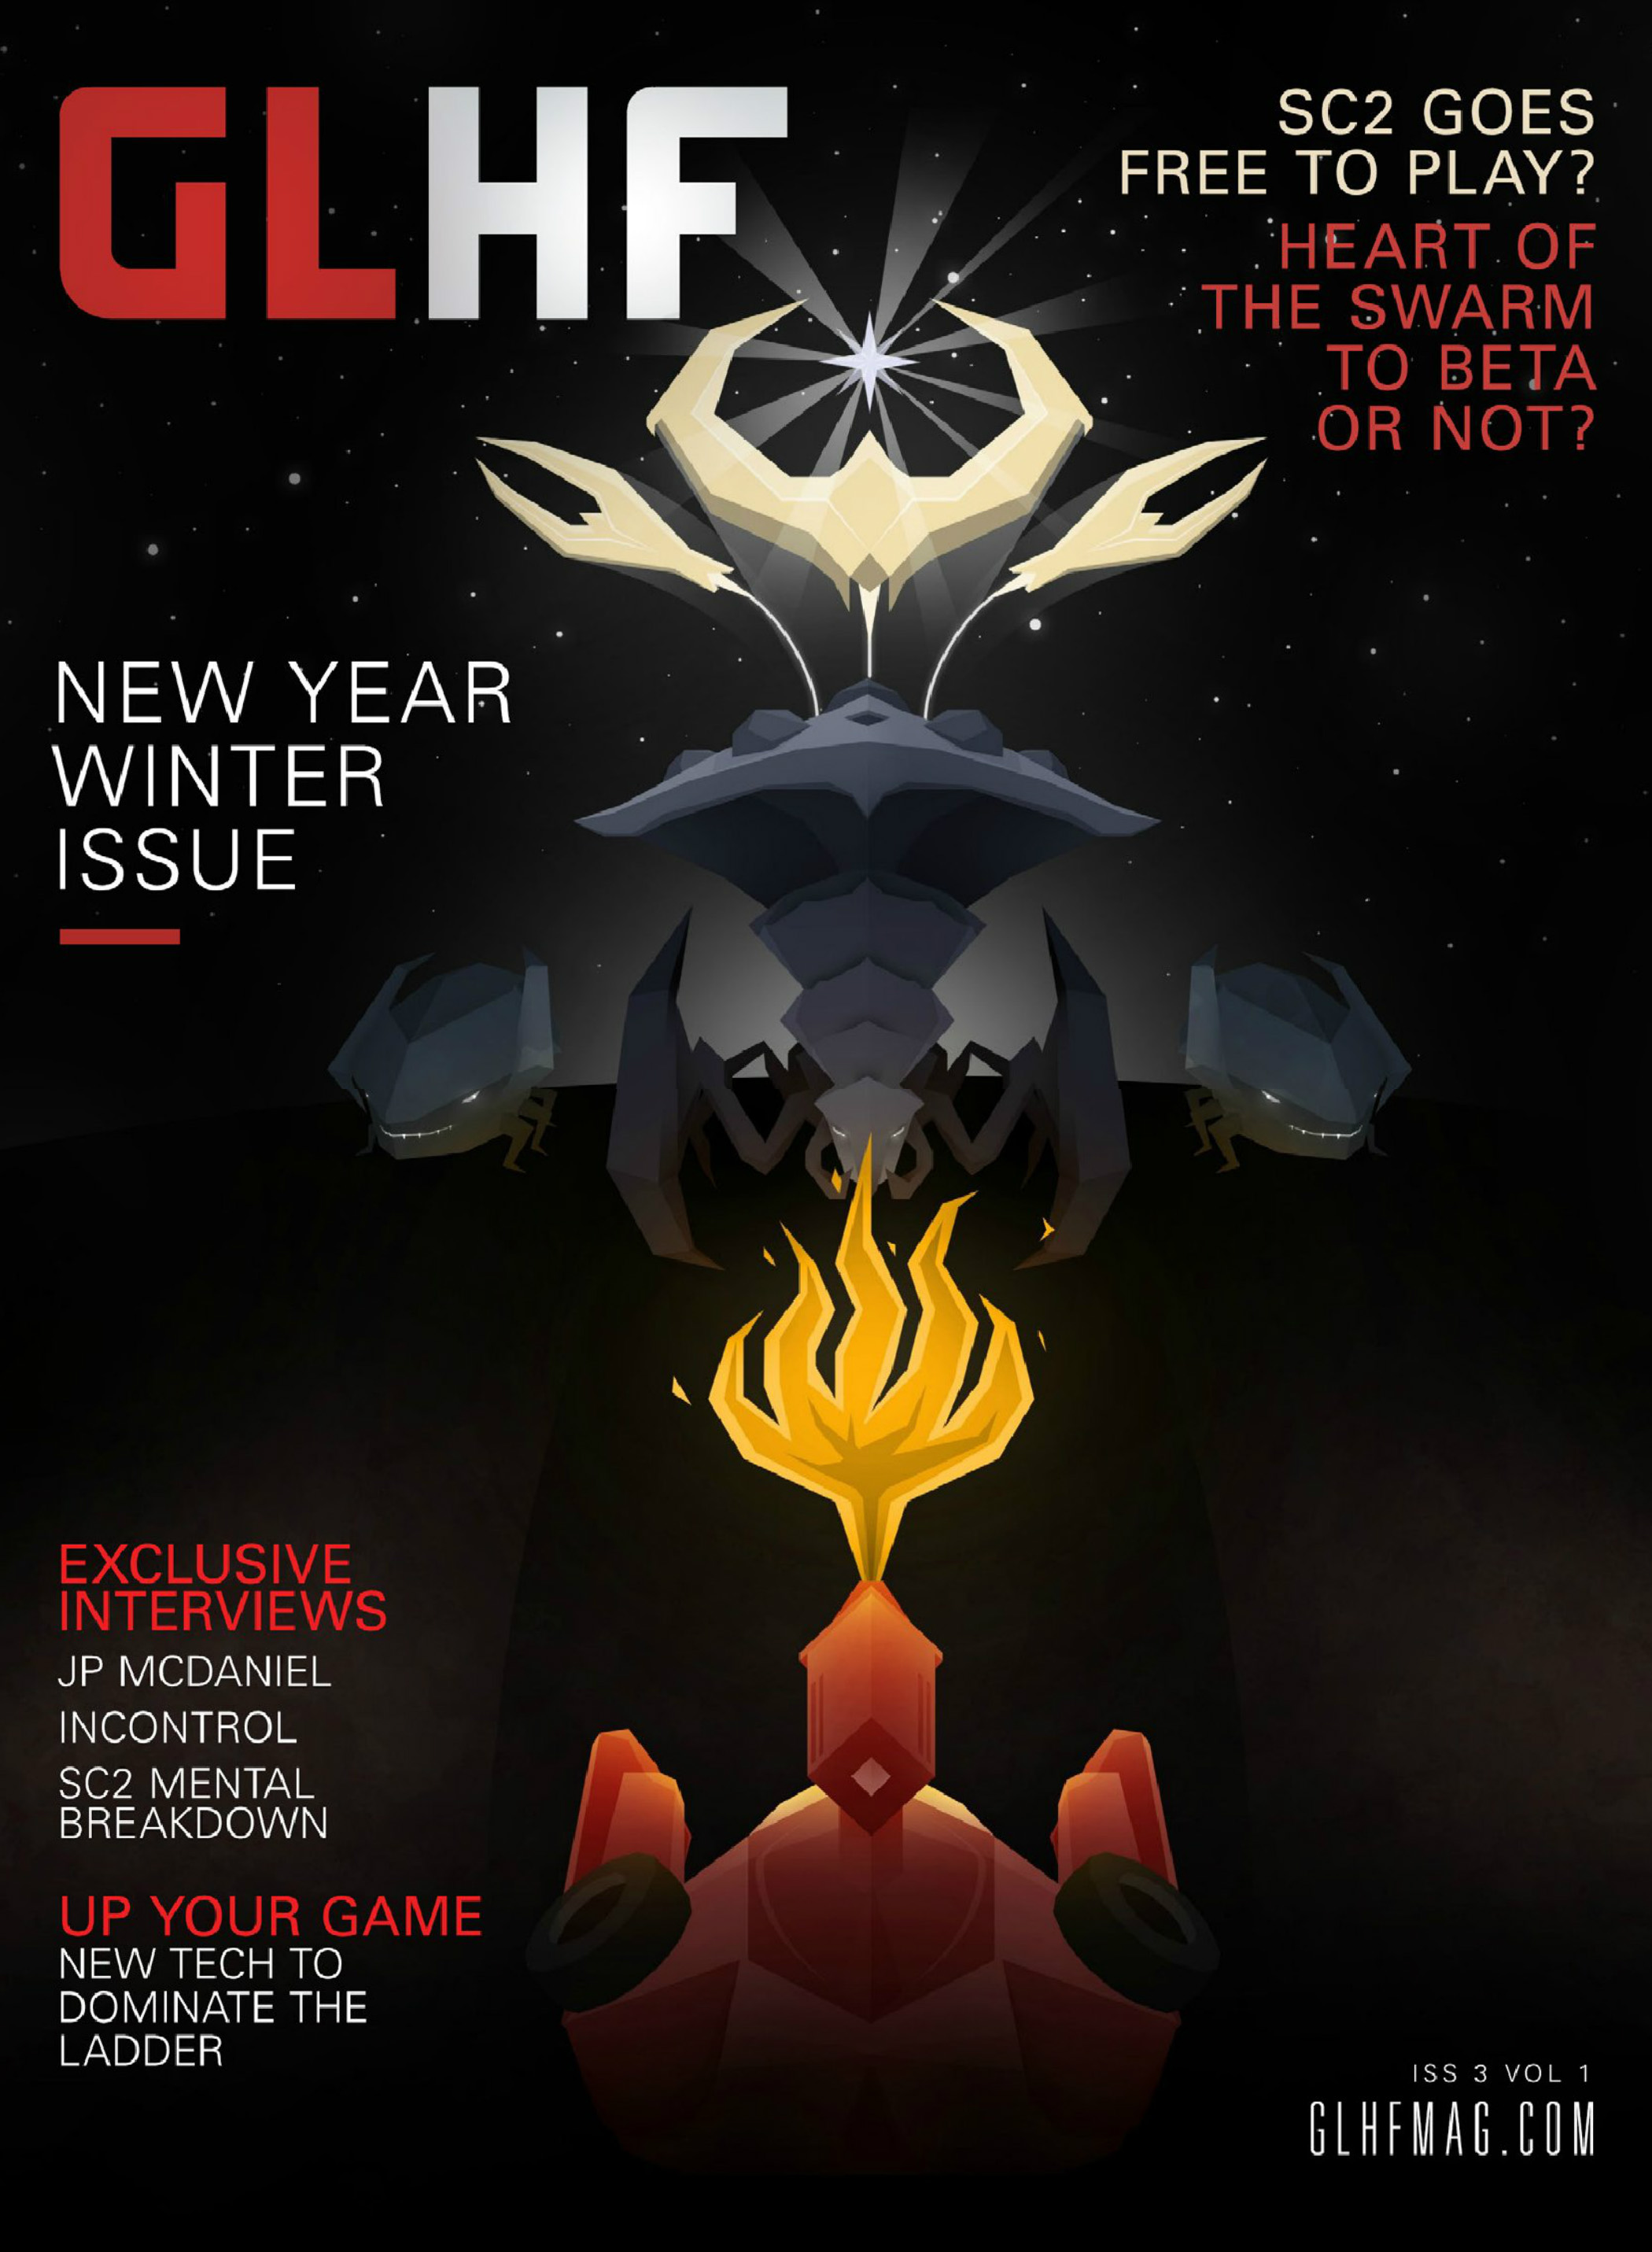 GLHF
SC2 GOES
FREE TO PLAY?
HEART OF
THE SWARM
TO BETA
OR NOT?
NEW YEAR
WINTER
ISSUE
EXCLUSIVE
INTERVIEWS
JP MCDANIEL
INCONTROL
SC2 MENTAL
BREAKDOWN
UP YOUR GAME
NEW TECH TO
DOMINATE THE
LADDER
ISS 3 VOL 1
GLHFMAG.COM